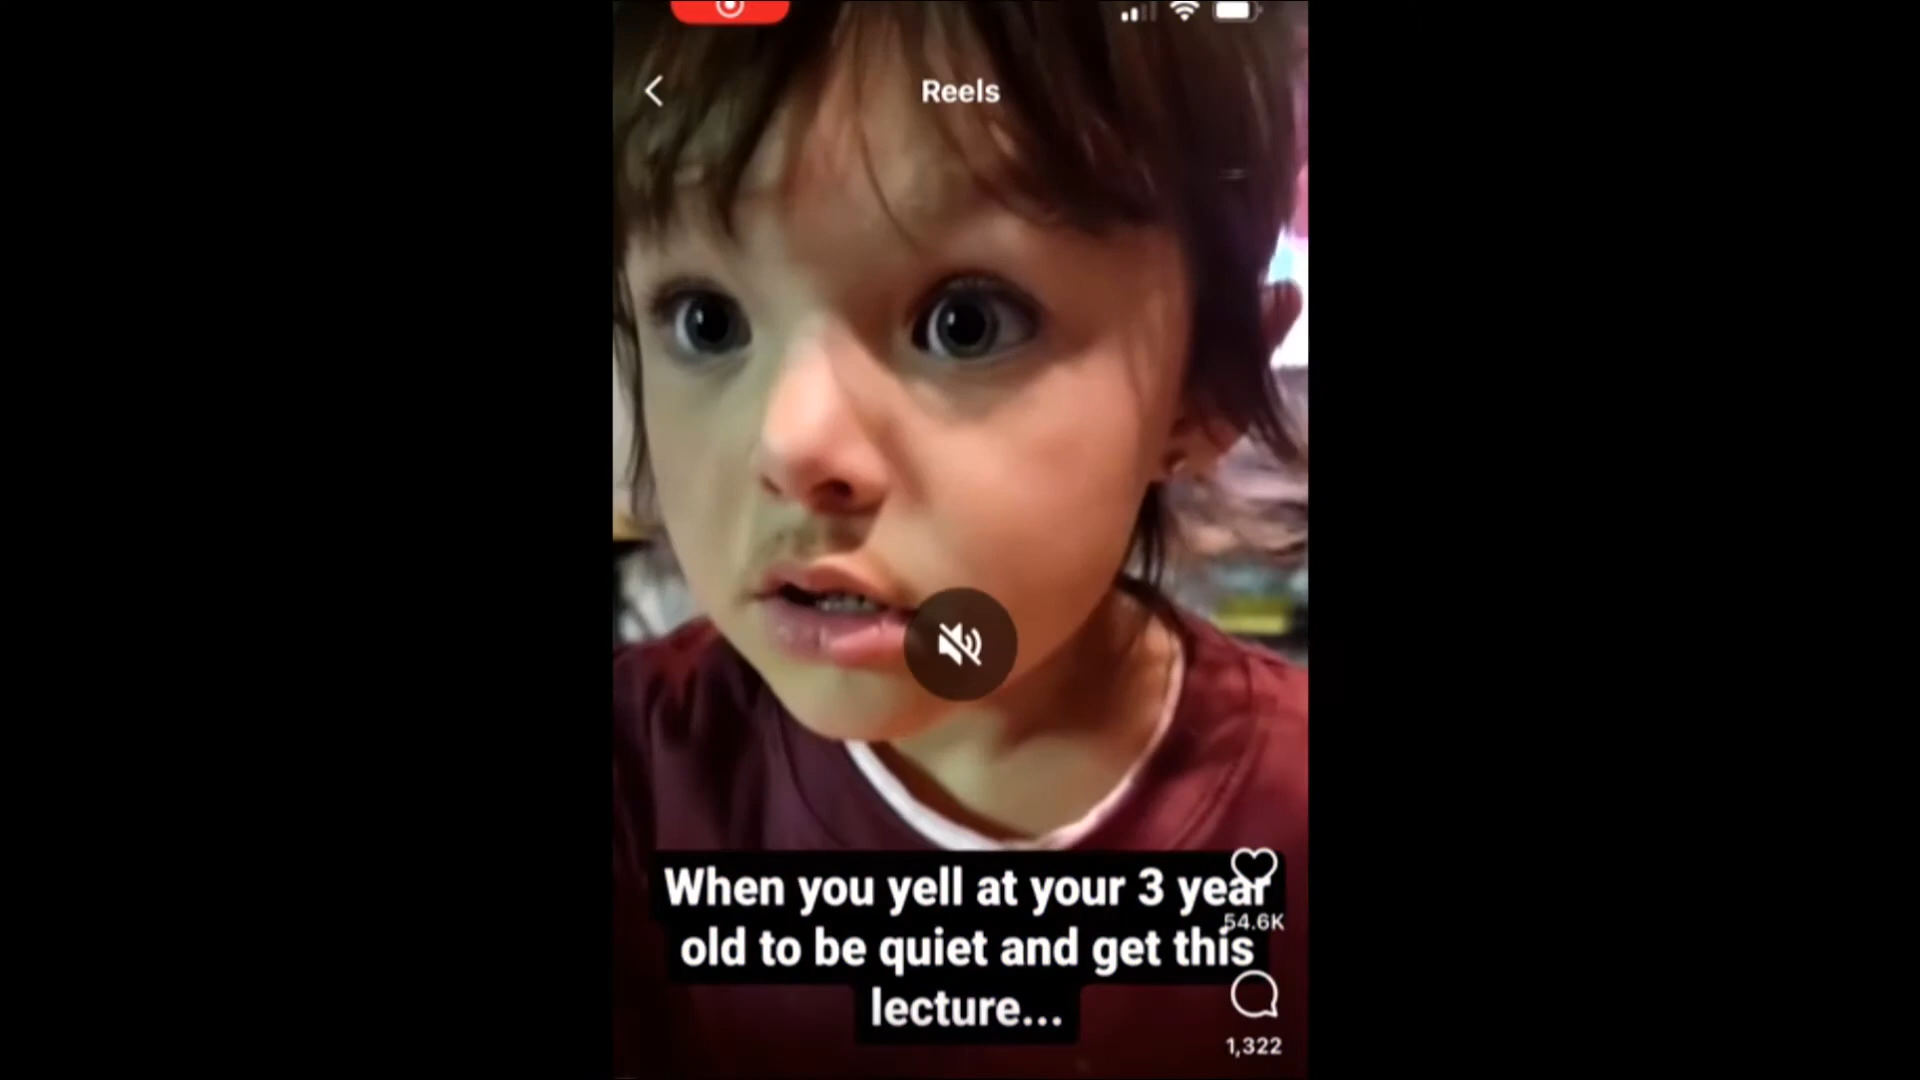 Reels
When you yell at your 3 year
54.6K
old to be quiet and get this
lecture...
1,322